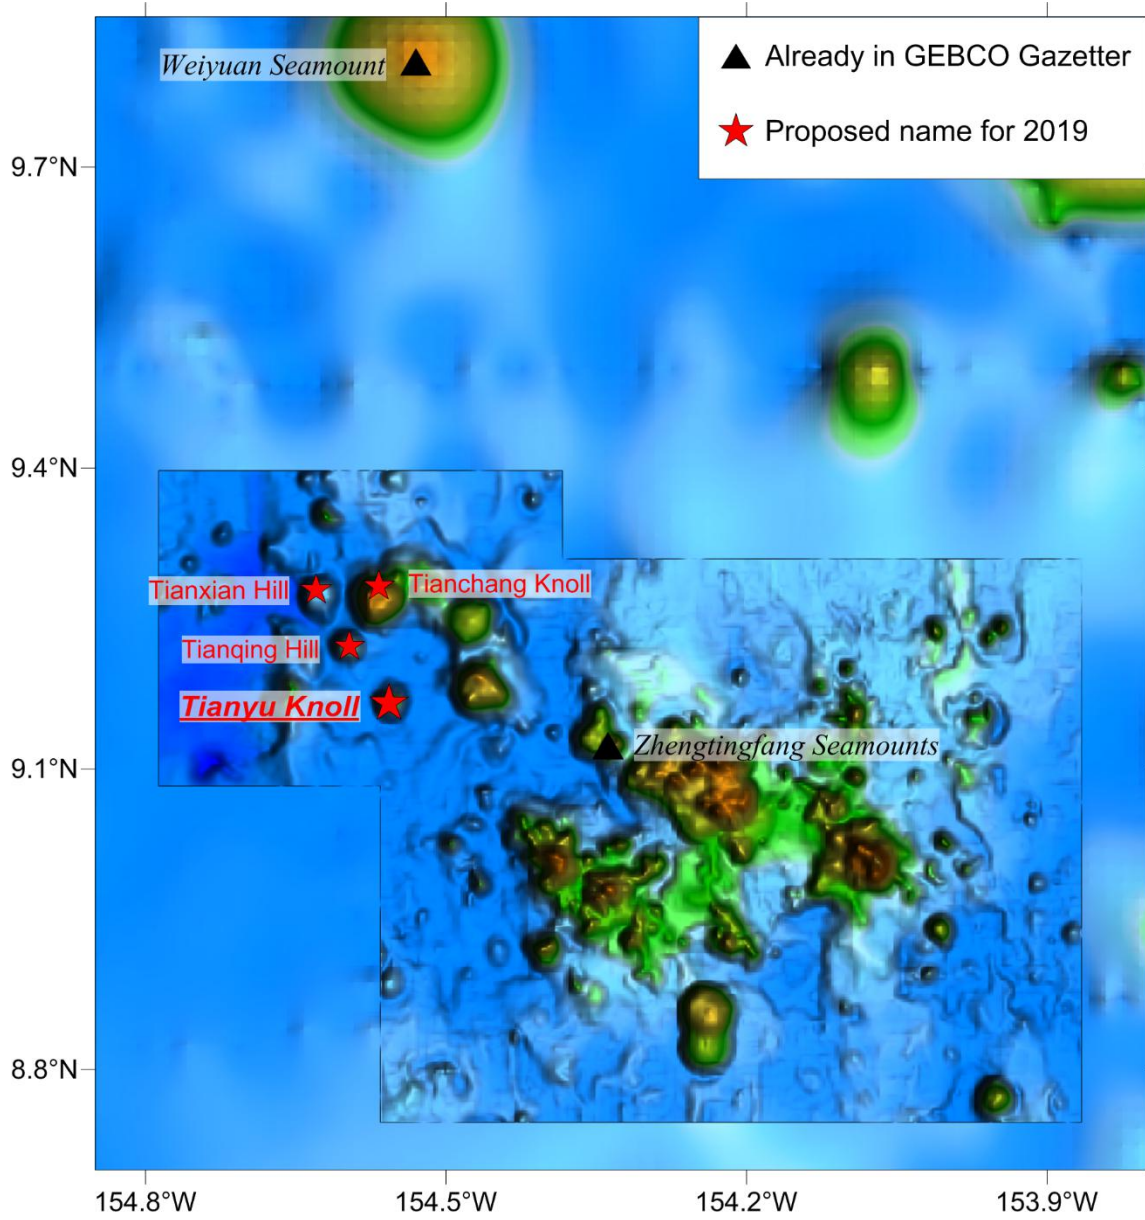 Weiyuan Seamount
Already in GEBCO Gazetter
Proposed name for 2019
9.7°N
9.4°N
Tianxian Hill
Tianchang Knoll
Tianqing Hill
Tianyu Knoll
Zhengtingfang Seamounts
9.1°N
8.8°N
154.8°W
154.5°W
154.2°W
153.9°W